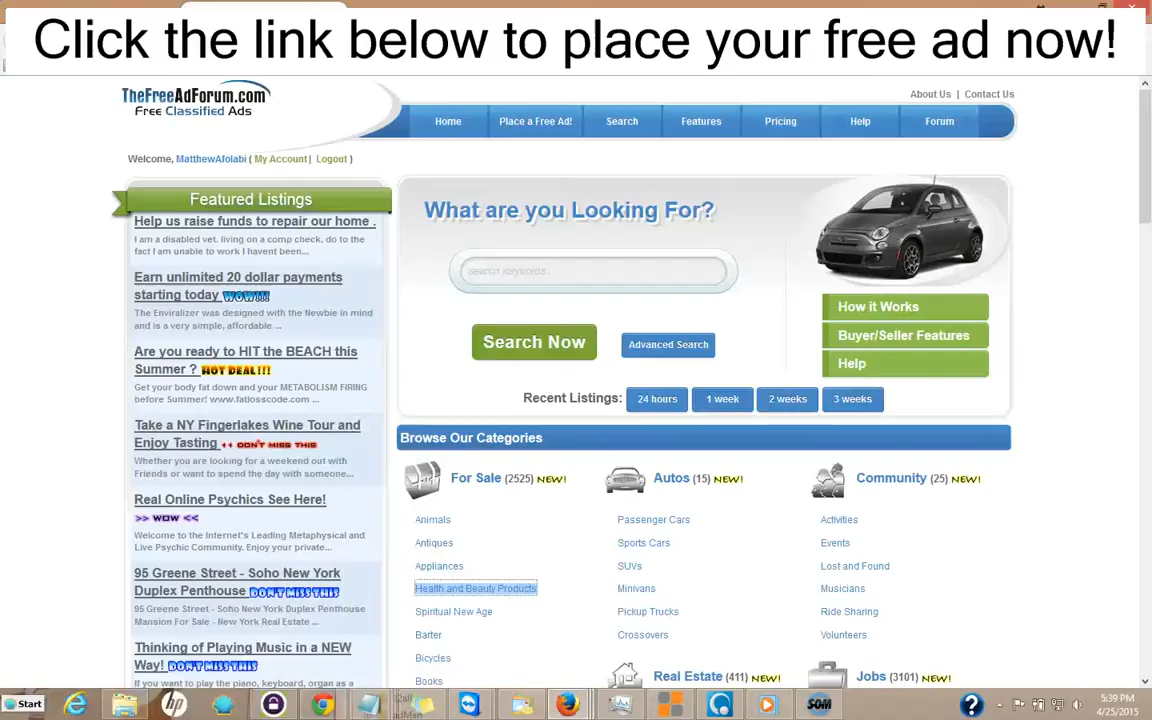 Click the link below to place your free ad now!
TheFreeAdForum.com
Free Classified Ads
About Us | Contact Us
Home
Place a Free Ad!
Search
Features
Pricing
Help
Forum
Welcome, MatthewAfolabi ( My Account | Logout )
Featured Listings
Help us raise funds to repair our home .
I am a disabled vet. living on a comp check, do to the
fact I am unable to work I havent been...
Earn unlimited 20 dollar payments
starting today WOW!!!
The Enviralizer was designed with the Newbie in mind
and is a very simple, affordable ...
Are you ready to HIT the BEACH this
Summer ? HOT DEAL!!!
Get your body fat down and your METABOLISM FIRING
before Summer! www.fatlosscode.com ...
Take a NY Fingerlakes Wine Tour and
Enjoy Tasting DON'T MISS THIS
Whether you are looking for a weekend out with
Friends or want to spend the day with someone...
Real Online Psychics See Here!
>> WOW <<
Welcome to the Internet's Leading Metaphysical and
Live Psychic Community. Enjoy your private...
95 Greene Street - Soho New York
Duplex Penthouse DON'T MISS THIS
95 Greene Street - Soho New York Duplex Penthouse
Mansion For Sale - New York Real Estate ...
Thinking of Playing Music in a NEW
Way! DON'T MISS THIS
If you want to play the piano, keyboard, organ as a
What are you Looking For?
search keywords...
Search Now
Advanced Search
How it Works
Buyer/Seller Features
Help
Recent Listings:
24 hours
1 week
2 weeks
3 weeks
Browse Our Categories
For Sale (2525) NEW!
Animals
Antiques
Appliances
Health and Beauty Products
Spiritual New Age
Barter
Bicycles
Books
Autos (15) NEW!
Passenger Cars
Sports Cars
SUVs
Minivans
Pickup Trucks
Crossovers
Real Estate (411) NEW!
Community (25) NEW!
Activities
Events
Lost and Found
Musicians
Ride Sharing
Volunteers
Jobs (3101) NEW!
Start
SOM
5:39 PM
4/25/2015